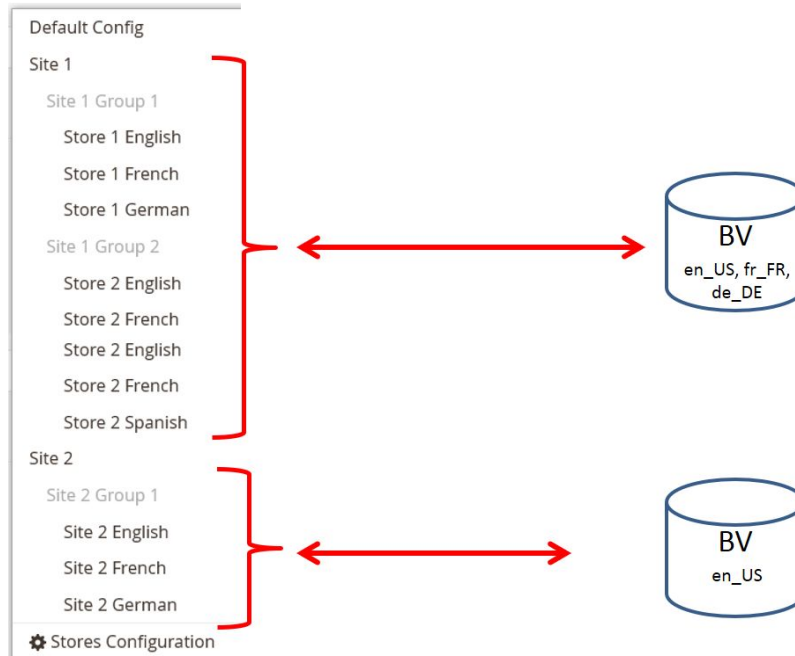 Default Config
Site 1
Site 1 Group 1
Store 1 English
Store 1 French
Store 1 German
Site 1 Group 2
Store 2 English
Store 2 French
Store 2 English
Store 2 French
Store 2 Spanish
Site 2
Site 2 Group 1
Site 2 English
Site 2 French
Site 2 German
Stores Configuration
BV
en_US, fr_FR,
de_DE
BV
en_US